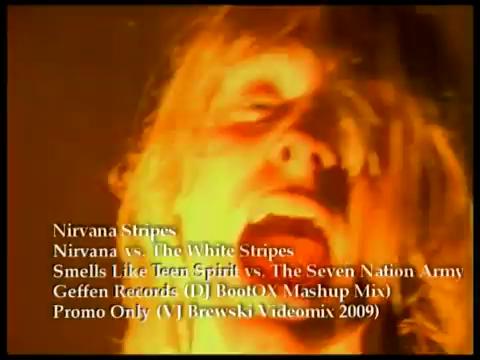 Nirvana Stripes
Nirvana vs. The White Stripes
Smells Like Teen Spirit vs. The Seven Nation Army
Geffen Records (DJ BootOX Mashup Mix)
Promo Only (VJ Brewski Videomix 2009)